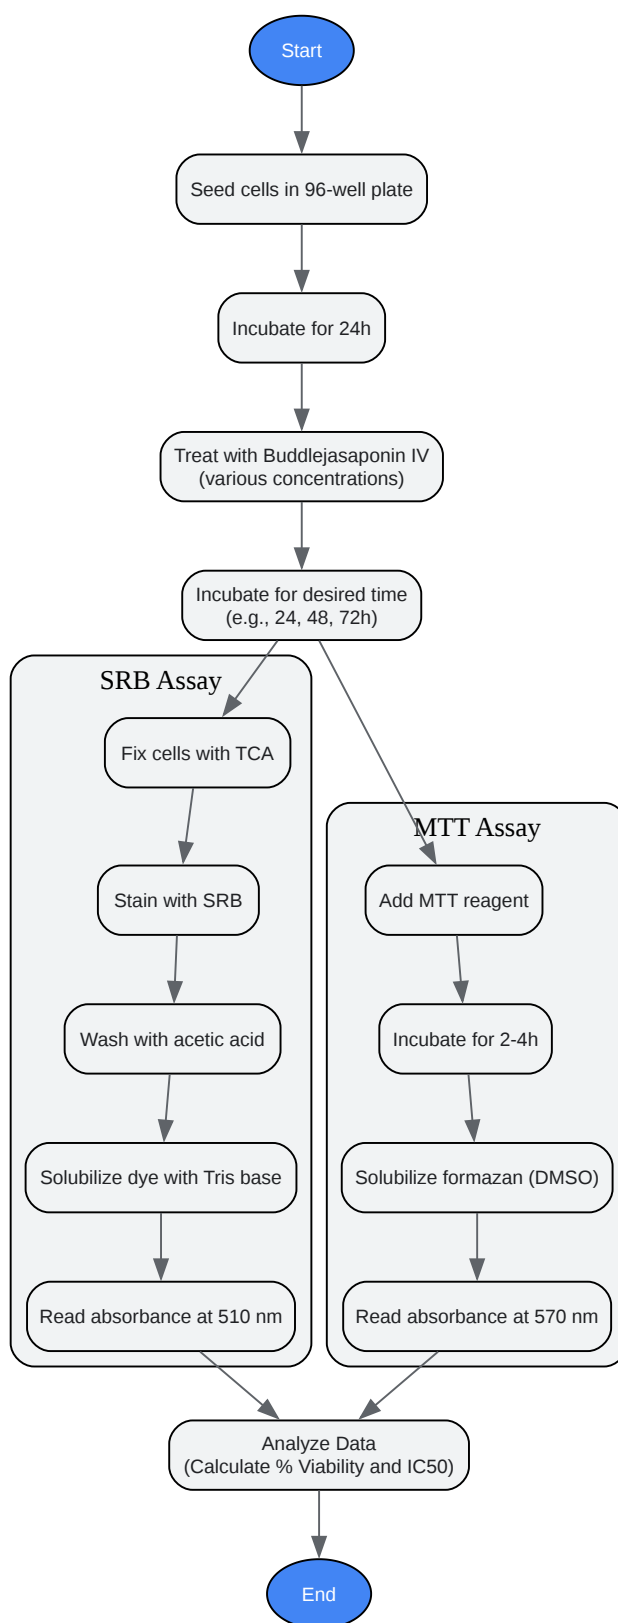 Start
Seed cells in 96-well plate
Incubate for 24h
Treat with Buddlejasaponin IV
(various concentrations)
Incubate for desired time
(e.g., 24, 48, 72h)
SRB Assay
Fix cells with TCA
Stain with SRB
Wash with acetic acid
Solubilize dye with Tris base
Read absorbance at 510 nm
MTT Assay
Add MTT reagent
Incubate for 2-4h
Solubilize formazan (DMSO)
Read absorbance at 570 nm
Analyze Data
(Calculate % Viability and IC50)
End